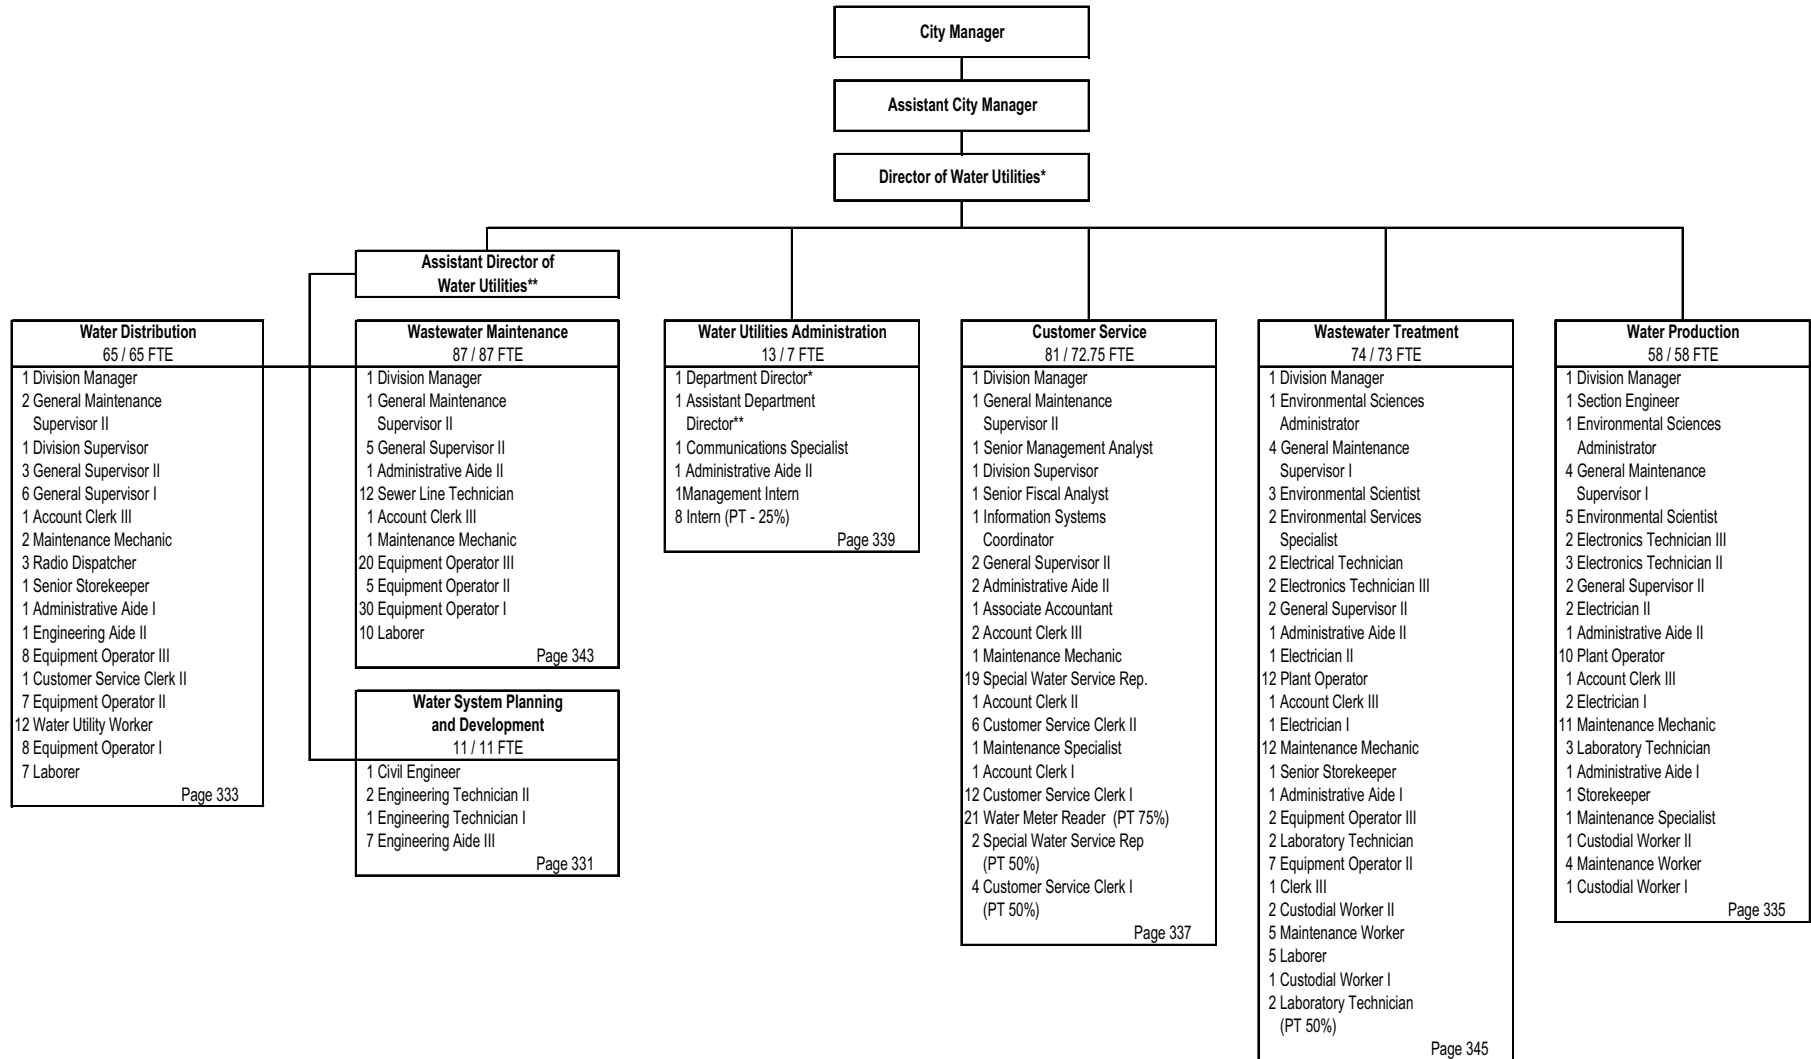 City Manager
Assistant City Manager
Director of Water Utilities*
Assistant Director of
Water Utilities**
Water Distribution
65 / 65 FTE
1 Division Manager
2 General Maintenance
Supervisor II
1 Division Supervisor
3 General Supervisor II
6 General Supervisor I
1 Account Clerk III
2 Maintenance Mechanic
3 Radio Dispatcher
1 Senior Storekeeper
1 Administrative Aide I
1 Engineering Aide II
8 Equipment Operator III
1 Customer Service Clerk II
7 Equipment Operator II
12 Water Utility Worker
8 Equipment Operator I
7 Laborer
Page 333
Wastewater Maintenance
87 / 87 FTE
1 Division Manager
1 General Maintenance
Supervisor II
5 General Supervisor II
1 Administrative Aide II
12 Sewer Line Technician
1 Account Clerk III
1 Maintenance Mechanic
20 Equipment Operator III
5 Equipment Operator II
30 Equipment Operator I
10 Laborer
Page 343
Water System Planning
and Development
11 / 11 FTE
1 Civil Engineer
2 Engineering Technician II
1 Engineering Technician I
7 Engineering Aide III
Page 331
Water Utilities Administration
13 / 7 FTE
1 Department Director*
1 Assistant Department
Director**
1 Communications Specialist
1 Administrative Aide II
1Management Intern
8 Intern (PT - 25%)
Page 339
Customer Service
81 / 72.75 FTE
1 Division Manager
1 General Maintenance
Supervisor II
1 Senior Management Analyst
1 Division Supervisor
1 Senior Fiscal Analyst
1 Information Systems
Coordinator
2 General Supervisor II
2 Administrative Aide II
1 Associate Accountant
2 Account Clerk III
1 Maintenance Mechanic
19 Special Water Service Rep.
1 Account Clerk II
6 Customer Service Clerk II
1 Maintenance Specialist
1 Account Clerk I
12 Customer Service Clerk I
21 Water Meter Reader (PT 75%)
2 Special Water Service Rep
(PT 50%)
4 Customer Service Clerk I
(PT 50%)
Page 337
Wastewater Treatment
74 / 73 FTE
1 Division Manager
1 Environmental Sciences
Administrator
4 General Maintenance
Supervisor I
3 Environmental Scientist
2 Environmental Services
Specialist
2 Electrical Technician
2 Electronics Technician III
2 General Supervisor II
1 Administrative Aide II
1 Electrician II
12 Plant Operator
1 Account Clerk III
1 Electrician I
12 Maintenance Mechanic
1 Senior Storekeeper
1 Administrative Aide I
2 Equipment Operator III
2 Laboratory Technician
7 Equipment Operator II
1 Clerk III
2 Custodial Worker II
5 Maintenance Worker
5 Laborer
1 Custodial Worker I
2 Laboratory Technician
(PT 50%)
Page 345
Water Production
58 / 58 FTE
1 Division Manager
1 Section Engineer
1 Environmental Sciences
Administrator
4 General Maintenance
Supervisor I
5 Environmental Scientist
2 Electronics Technician III
3 Electronics Technician II
2 General Supervisor II
2 Electrician II
1 Administrative Aide II
10 Plant Operator
1 Account Clerk III
2 Electrician I
11 Maintenance Mechanic
3 Laboratory Technician
1 Administrative Aide I
1 Storekeeper
1 Maintenance Specialist
1 Custodial Worker II
4 Maintenance Worker
1 Custodial Worker I
Page 335